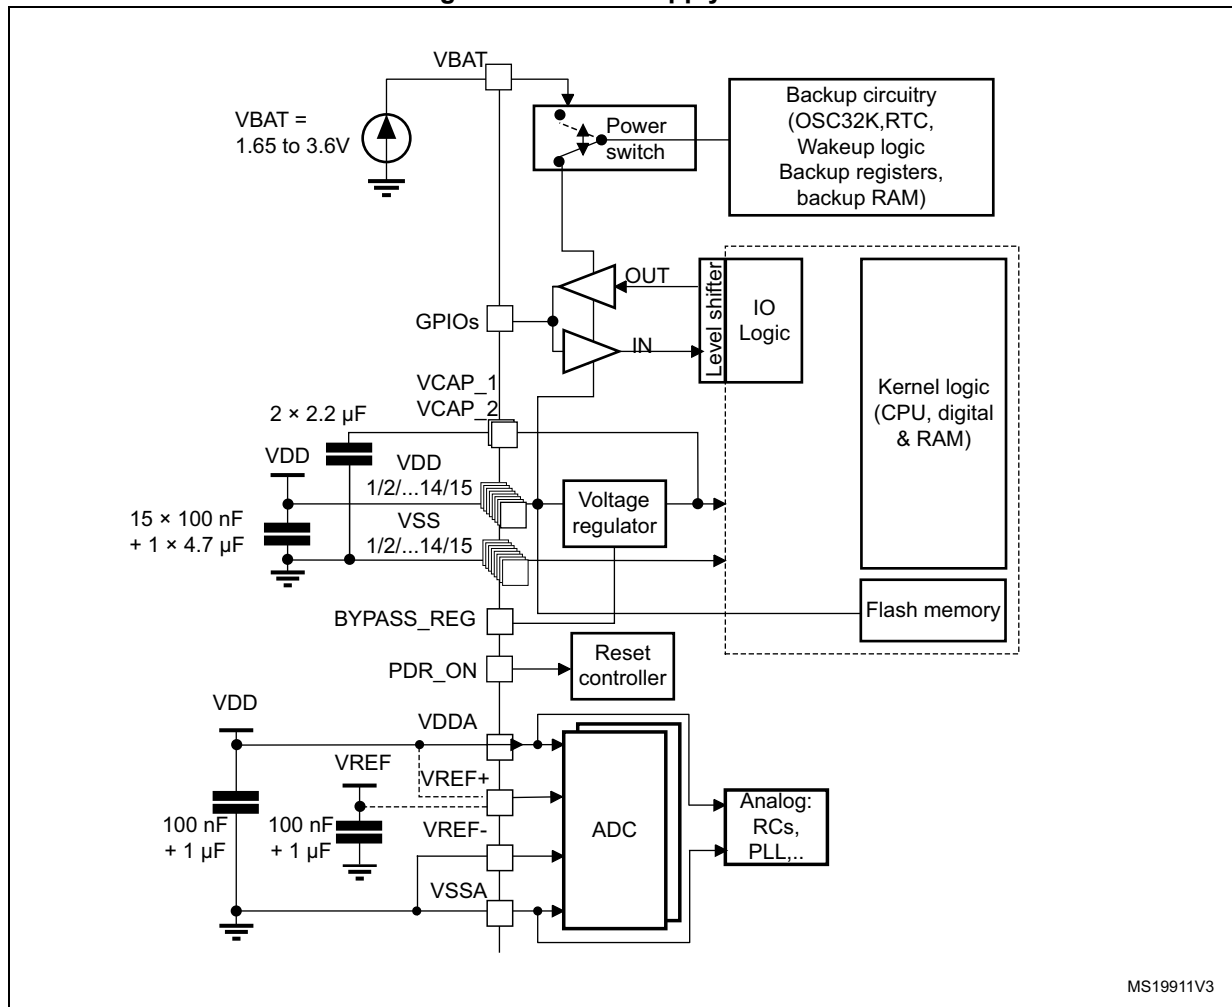 VBAT
VBAT =
1.65 to 3.6V
Power
switch
Backup circuitry
(OSC32K,RTC,
Wakeup logic
Backup registers,
backup RAM)
OUT
GPIOs
IN
Level shifter
IO
Logic
Kernel logic
(CPU, digital
& RAM)
VCAP_1
VCAP_2
2 × 2.2 µF
VDD
VDD
1/2/...14/15
Voltage
regulator
15 × 100 nF
+ 1 × 4.7 µF
VSS
1/2/...14/15
Flash memory
BYPASS_REG
PDR_ON
Reset
controller
VDD
VDDA
VREF
VREF+
100 nF
+ 1 µF
100 nF
+ 1 µF
VREF-
ADC
Analog:
RCs,
PLL,..
VSSA
MS19911V3